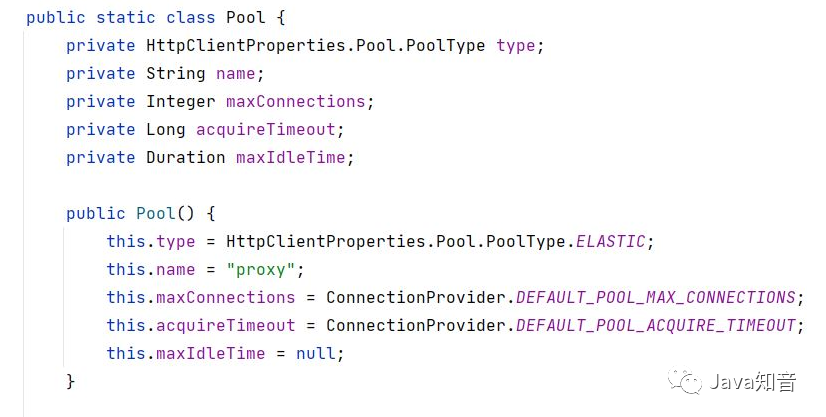 public static class Pool {
    private HttpClientProperties.Pool.PoolType type;
    private String name;
    private Integer maxConnections;
    private Long acquireTimeout;
    private Duration maxIdleTime;

    public Pool() {
        this.type = HttpClientProperties.Pool.PoolType.ELASTIC;
        this.name = "proxy";
        this.maxConnections = ConnectionProvider.DEFAULT_POOL_MAX_CONNECTIONS;
        this.acquireTimeout = ConnectionProvider.DEFAULT_POOL_ACQUIRE_TIMEOUT;
        this.maxIdleTime = null;
    }
Java知音